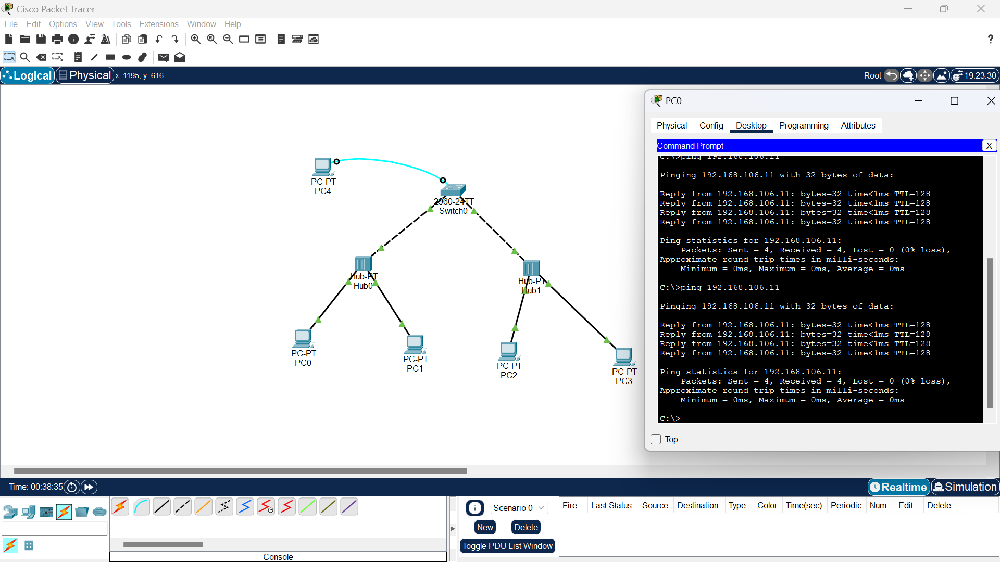 Cisco Packet Tracer
File Edit Options View Tools Extensions Window Help
Logical Physical x: 1195, y: 616 Root 19:23:30
PC0
Physical Config Desktop Programming Attributes
Command Prompt X
C:\>ping 192.168.106.11
Pinging 192.168.106.11 with 32 bytes of data:
Reply from 192.168.106.11: bytes=32 time<1ms TTL=128
Reply from 192.168.106.11: bytes=32 time<1ms TTL=128
Reply from 192.168.106.11: bytes=32 time<1ms TTL=128
Reply from 192.168.106.11: bytes=32 time<1ms TTL=128
Ping statistics for 192.168.106.11:
Packets: Sent = 4, Received = 4, Lost = 0 (0% loss),
Approximate round trip times in milli-seconds:
Minimum = 0ms, Maximum = 0ms, Average = 0ms
C:\>ping 192.168.106.11
Pinging 192.168.106.11 with 32 bytes of data:
Reply from 192.168.106.11: bytes=32 time<1ms TTL=128
Reply from 192.168.106.11: bytes=32 time<1ms TTL=128
Reply from 192.168.106.11: bytes=32 time<1ms TTL=128
Reply from 192.168.106.11: bytes=32 time<1ms TTL=128
Ping statistics for 192.168.106.11:
Packets: Sent = 4, Received = 4, Lost = 0 (0% loss),
Approximate round trip times in milli-seconds:
Minimum = 0ms, Maximum = 0ms, Average = 0ms
C:\>
Top
PC-PT
PC4
2960-24TT
Switch0
Hub-PT
Hub0
Hub-PT
Hub1
PC-PT
PC0
PC-PT
PC1
PC-PT
PC2
PC-PT
PC3
Time: 00:38:35 Realtime Simulation
Scenario 0
New Delete
Toggle PDU List Window
Fire Last Status Source Destination Type Color Time(sec) Periodic Num Edit Delete
Console